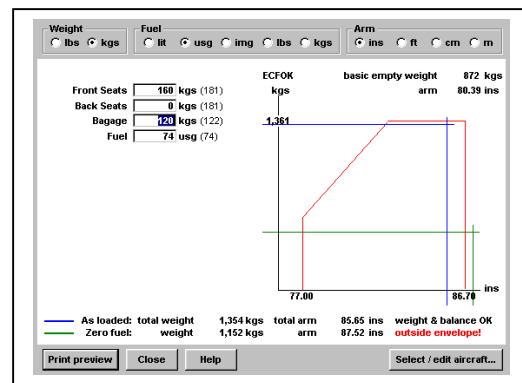 Weight Fuel Arm
lbs kgs lit usg img lbs kgs ins ft cm m
ECFOK basic empty weight 872 kgs
kgs arm 80.39 ins
Front Seats 160 kgs (181)
Back Seats 0 kgs (181)
Bagage 120 kgs (122)
Fuel 74 usg (74)
1,361
ins
77.00 86.70
As loaded: total weight 1,354 kgs total arm 85.65 ins weight & balance OK
Zero fuel: weight 1,152 kgs arm 87.52 ins outside envelope!
Print preview Close Help Select / edit aircraft...